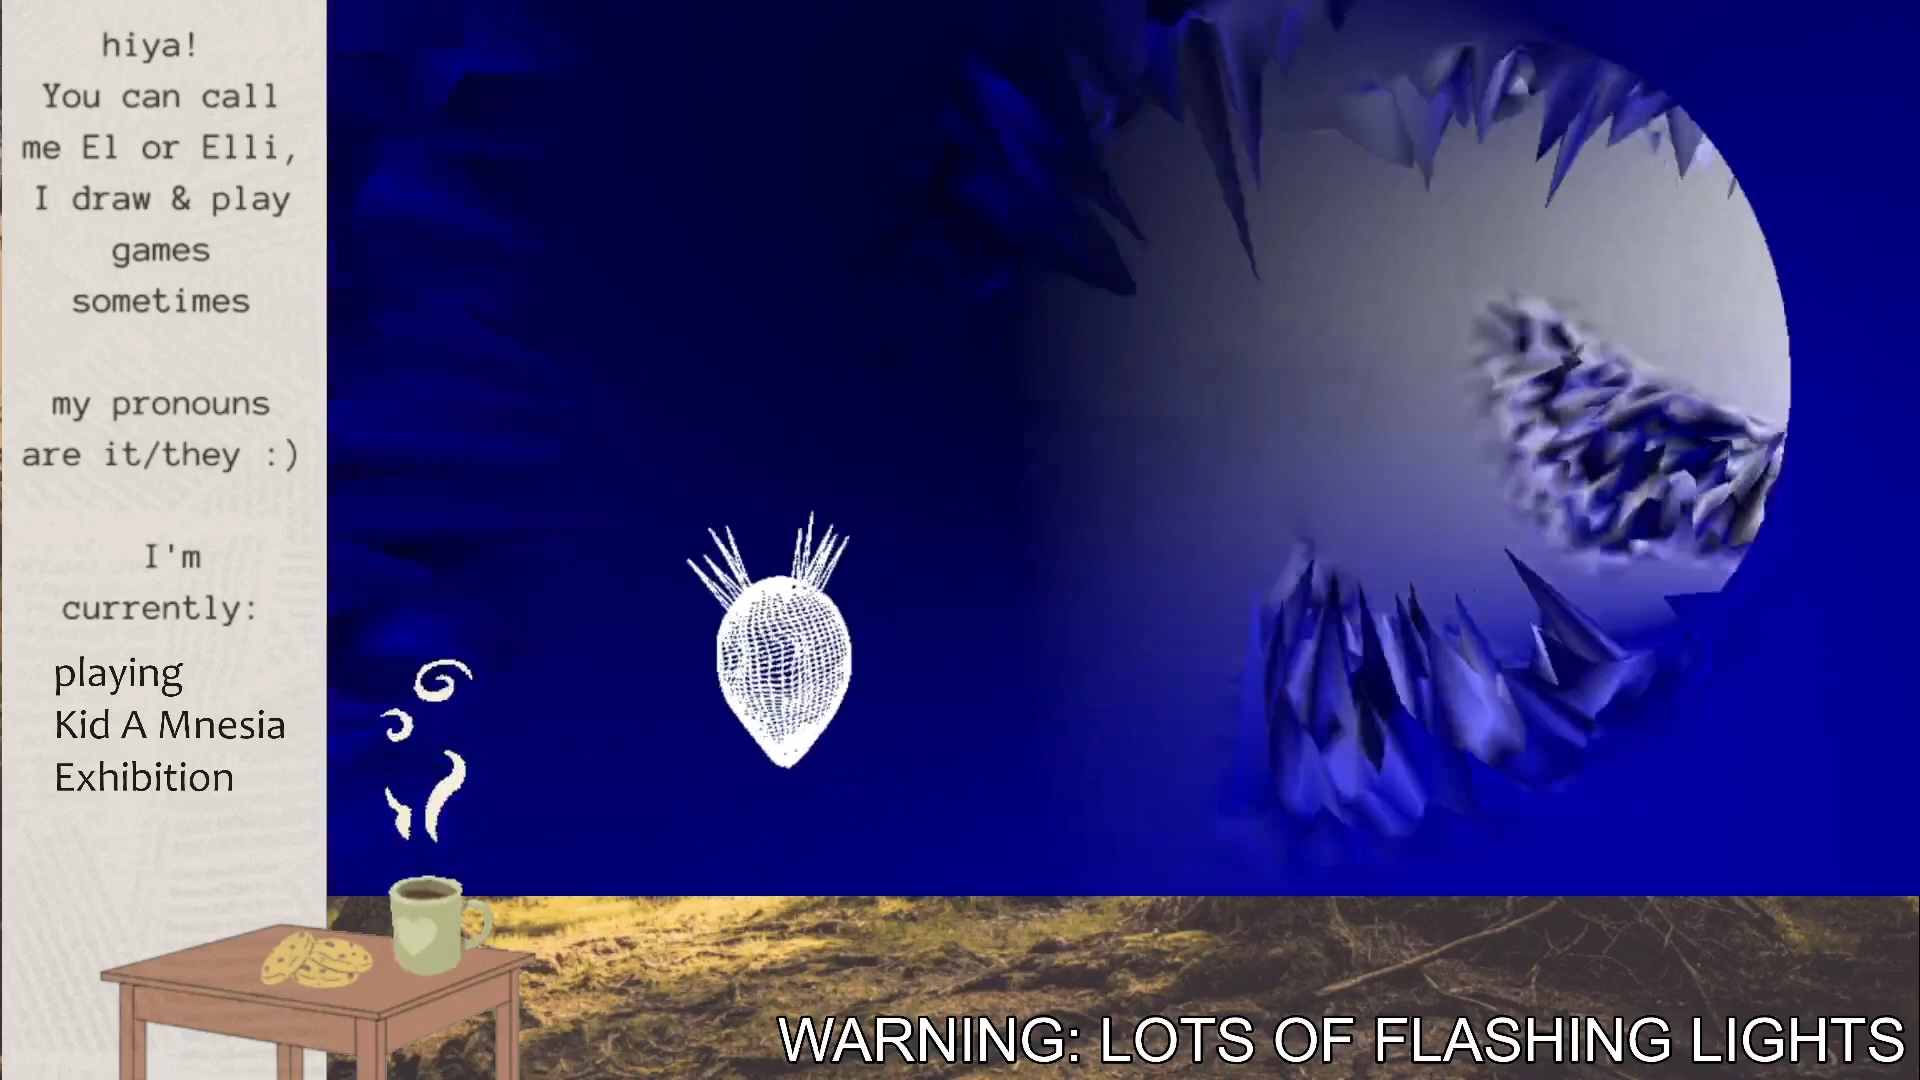 hiya!
You can call
me El or Elli,
I draw & play
games
sometimes
my pronouns
are it/they :)
I'm
currently:
playing
Kid A Mnesia
Exhibition
WARNING: LOTS OF FLASHING LIGHTS